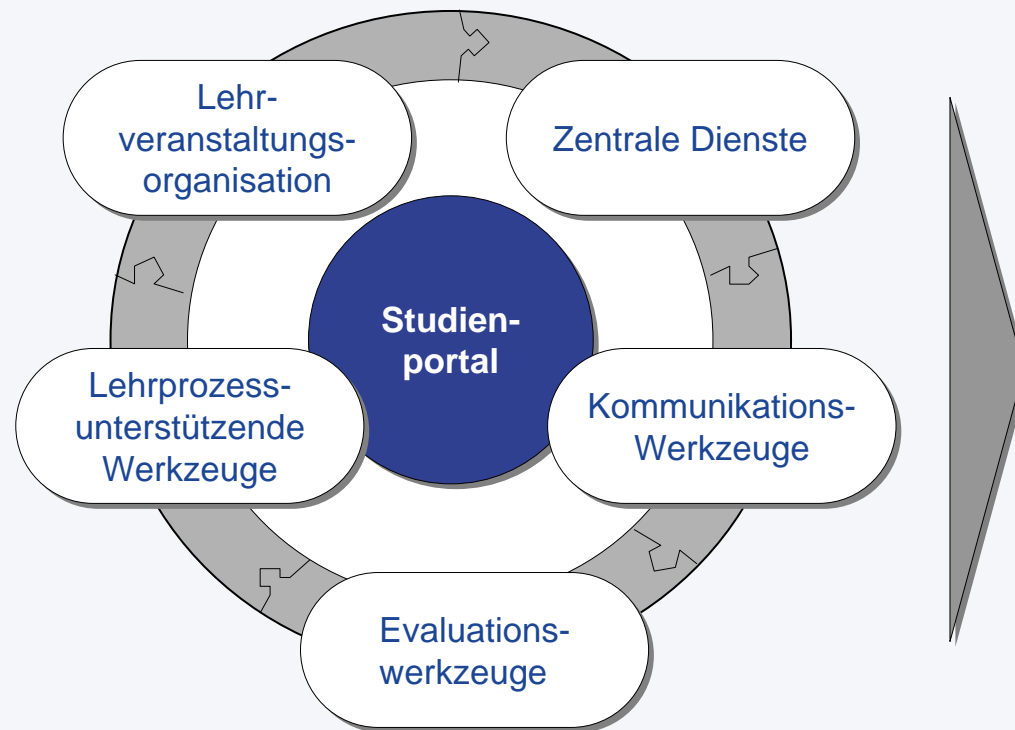 Lehr-
veranstaltungs-
organisation
Zentrale Dienste
Studien-
portal
Lehrprozess-
unterstützende
Werkzeuge
Kommunikations-
Werkzeuge
Evaluations-
werkzeuge